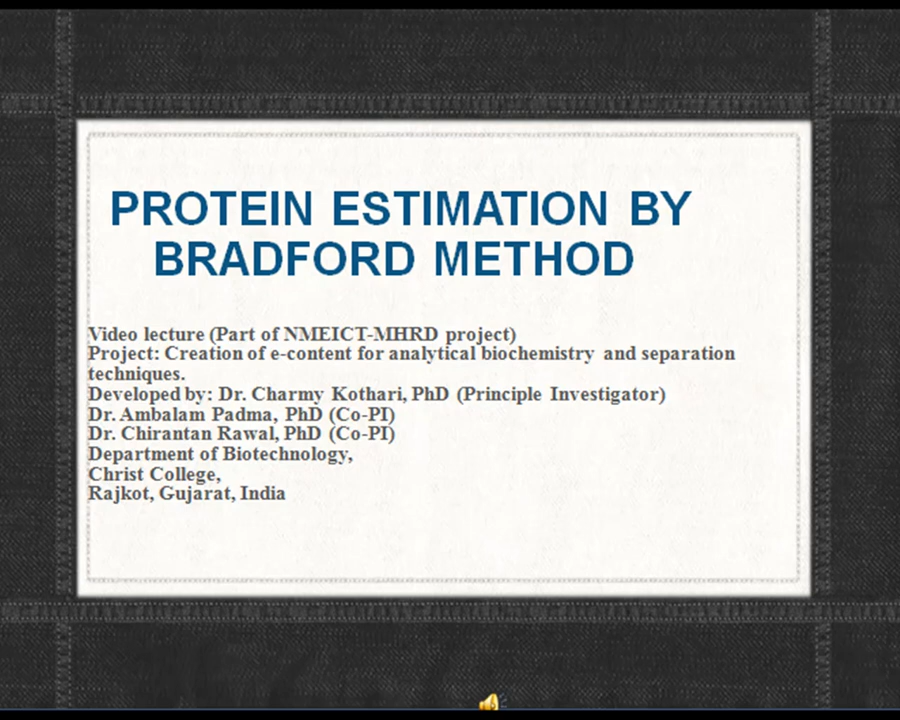 PROTEIN ESTIMATION BY
BRADFORD METHOD
Video lecture (Part of NMEICT-MHRD project)
Project: Creation of e-content for analytical biochemistry and separation
techniques.
Developed by: Dr. Charmy Kothari, PhD (Principle Investigator)
Dr. Ambalam Padma, PhD (Co-PI)
Dr. Chirantan Rawal, PhD (Co-PI)
Department of Biotechnology,
Christ College,
Rajkot, Gujarat, India